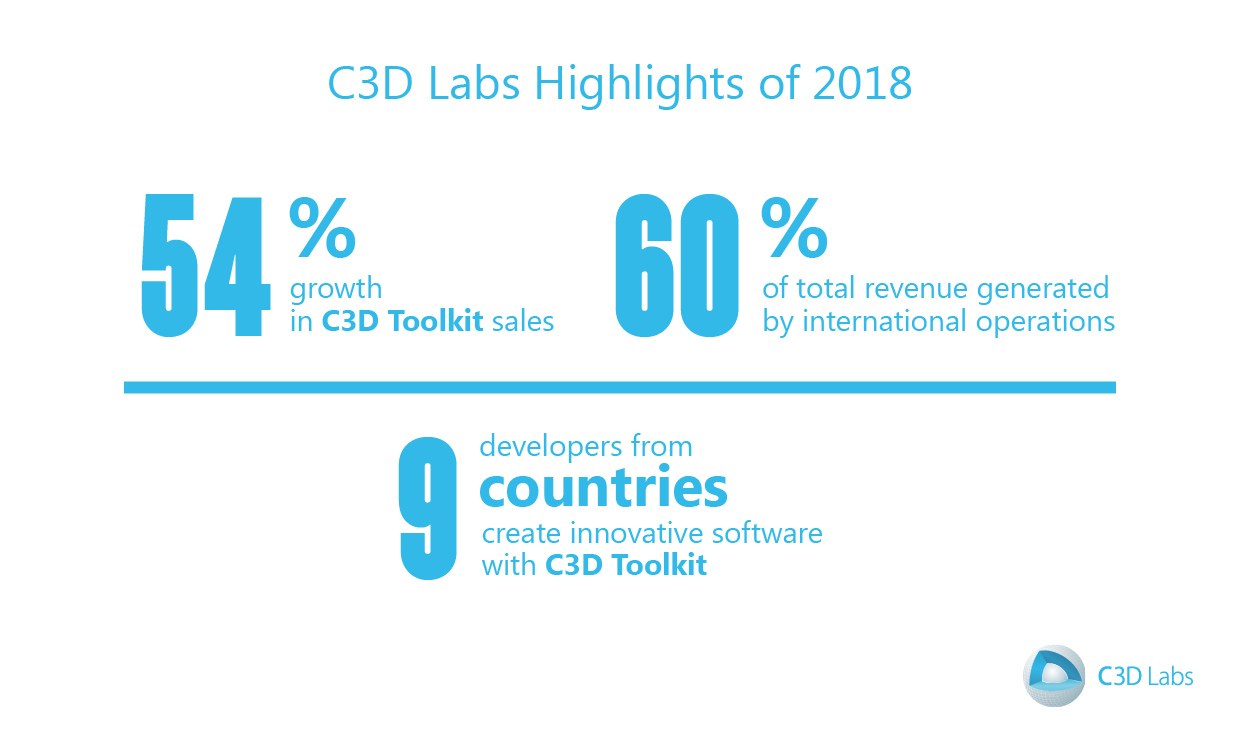 C3D Labs Highlights of 2018
54 %
growth
in C3D Toolkit sales
60 %
of total revenue generated
by international operations
9
developers from
countries
create innovative software
with C3D Toolkit
C3D Labs